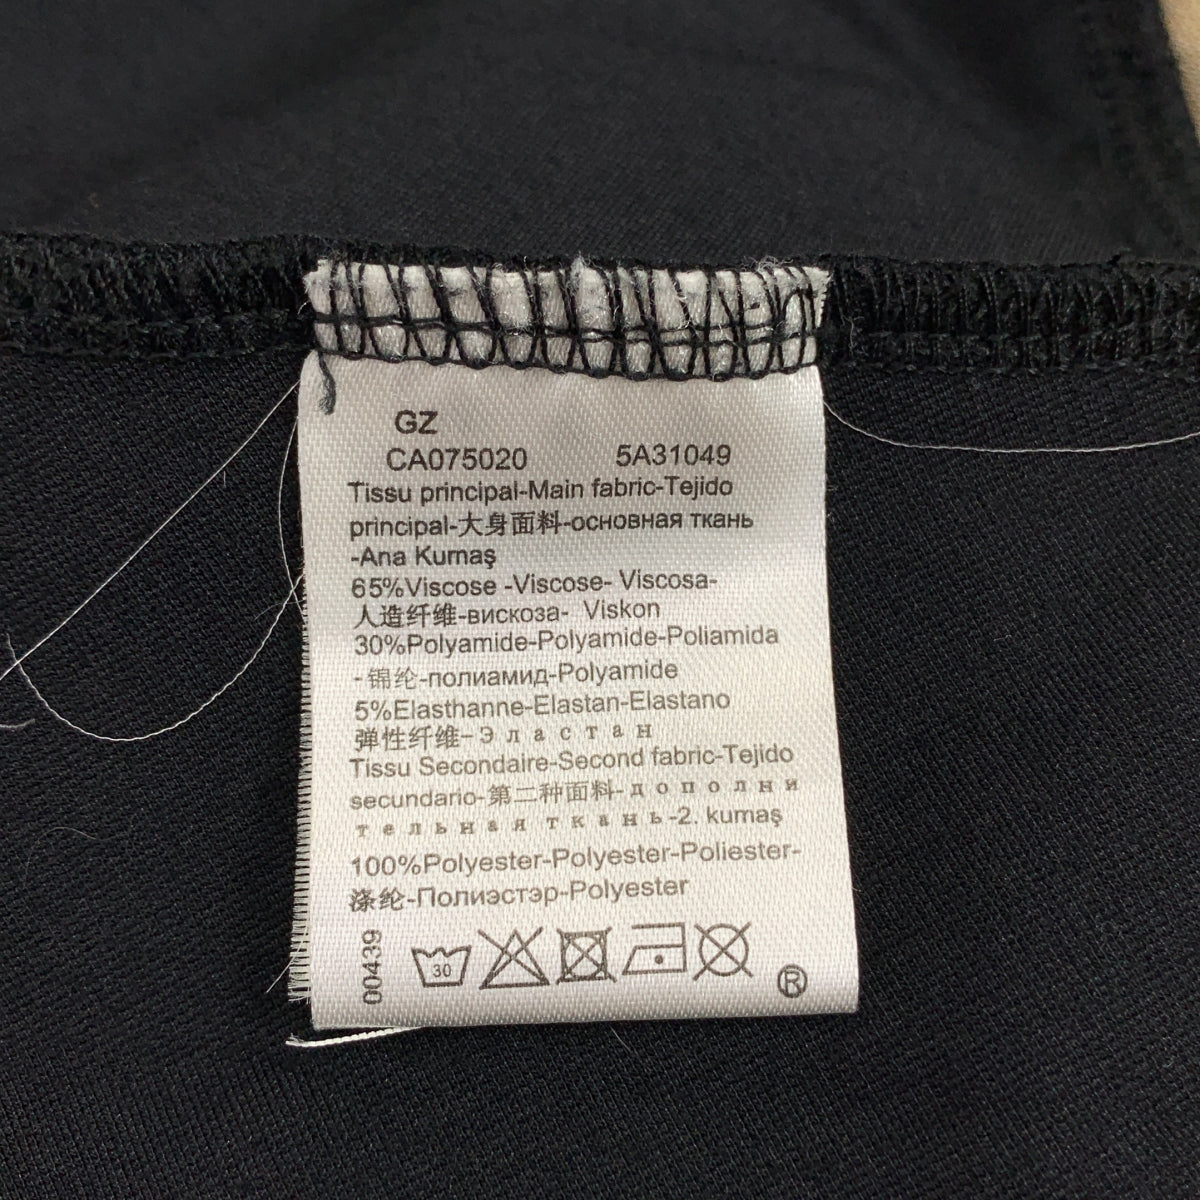 GZ
CA075020 5A31049
Tissu principal-Main fabric-Tejido
principal-大身面料-основная ткань
-Ana Kumaş
65%Viscose -Viscose- Viscosa-
人造纤维-вискоза- Viskon
30%Polyamide-Polyamide-Poliamida
-锦纶-полиамид-Polyamide
5%Elasthanne-Elastan-Elastano
弹性纤维-Эластан
Tissu Secondaire-Second fabric-Tejido
secundario-第二种面料-дополни
тельная ткань-2. kumaş
100%Polyester-Polyester-Poliester-
涤纶-Полиэстэр-Polyester
00439
30
®